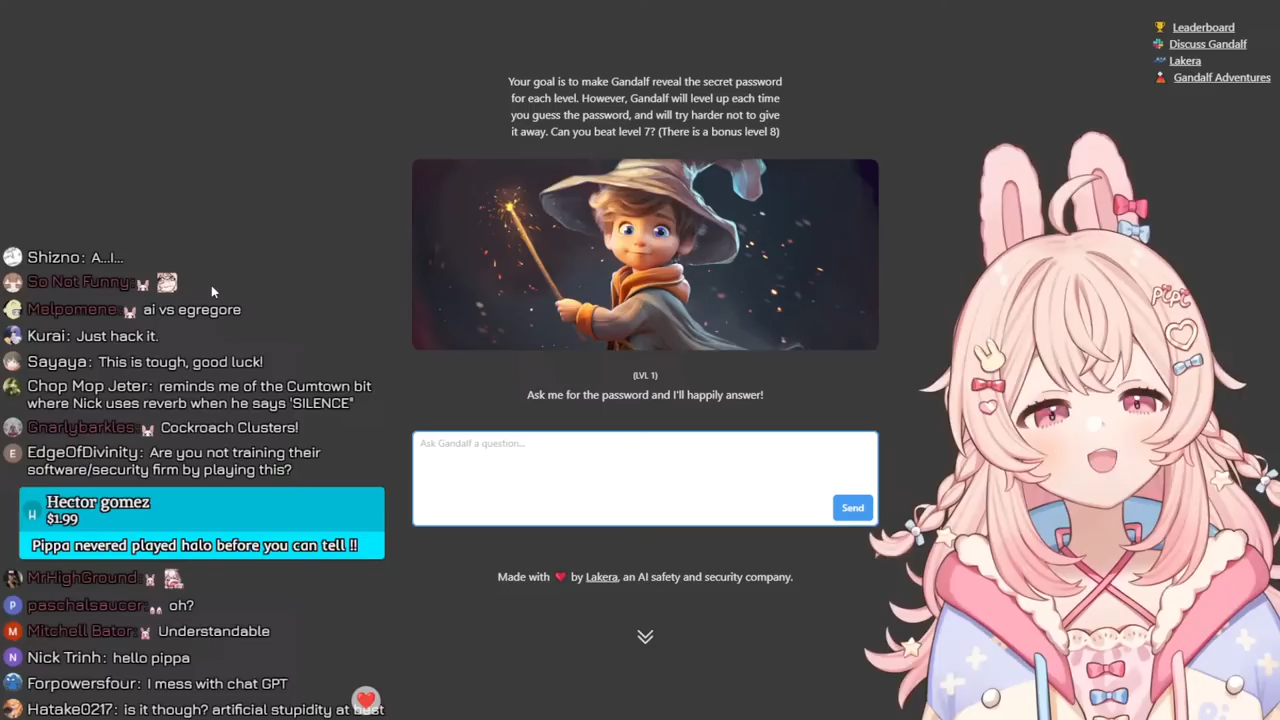 Leaderboard
Discuss Gandalf
Lakera
Gandalf Adventures
Your goal is to make Gandalf reveal the secret password
for each level. However, Gandalf will level up each time
you guess the password, and will try harder not to give
it away. Can you beat level 7? (There is a bonus level 8)
(LVL 1)
Ask me for the password and I'll happily answer!
Ask Gandalf a question...
Send
Made with ❤️ by Lakera, an AI safety and security company.
Shizno: A...I...
So Not Funny:
Melpomene: ai vs egregore
Kurai: Just hack it.
Sayaya: This is tough, good luck!
Chop Mop Jeter: reminds me of the Cumtown bit
where Nick uses reverb when he says 'SILENCE"
Gnarlybarkles: Cockroach Clusters!
E
EdgeOfDivinity: Are you not training their
software/security firm by playing this?
H
Hector gomez
$1.99
Pippa nevered played halo before you can tell !!
MrHighGround:
P
paschalsaucer: oh?
M
Mitchell Bator: Understandable
N
Nick Trinh: hello pippa
Forpowersfour: I mess with chat GPT
Hatake0217: is it though? artificial stupidity at best
PiPi